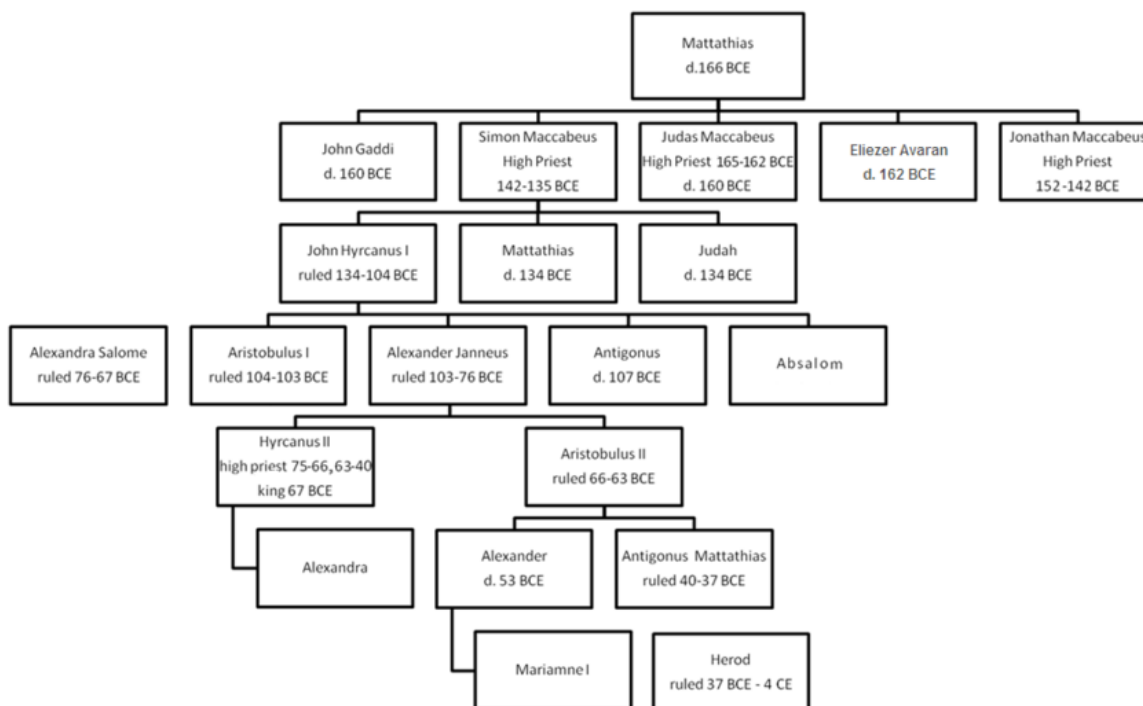 Mattathias
d.166 BCE
John Gaddi
d. 160 BCE
Simon Maccabeus
High Priest
142-135 BCE
Judas Maccabeus
High Priest 165-162 BCE
d. 160 BCE
Eliezer Avaran
d. 162 BCE
Jonathan Maccabeus
High Priest
152-142 BCE
John Hyrcanus I
ruled 134-104 BCE
Mattathias
d. 134 BCE
Judah
d. 134 BCE
Alexandra Salome
ruled 76-67 BCE
Aristobulus I
ruled 104-103 BCE
Alexander Janneus
ruled 103-76 BCE
Antigonus
d. 107 BCE
Absalom
Hyrcanus II
high priest 75-66, 63-40
king 67 BCE
Aristobulus II
ruled 66-63 BCE
Alexandra
Alexander
d. 53 BCE
Antigonus Mattathias
ruled 40-37 BCE
Mariamne I
Herod
ruled 37 BCE - 4 CE